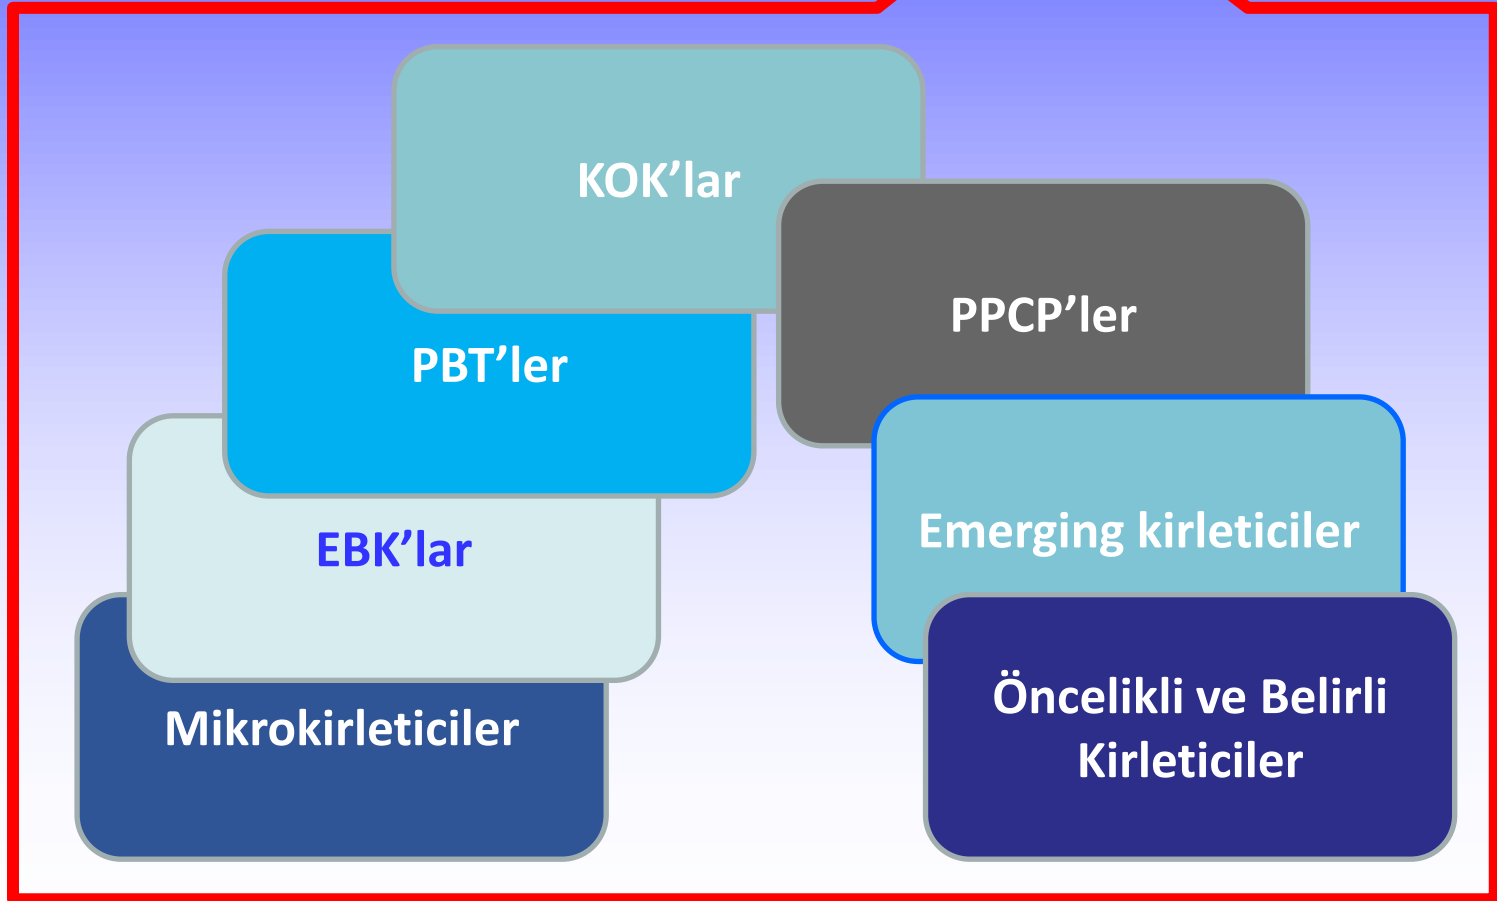 KOK’lar
PPCP’ler
PBT’ler
Emerging kirleticiler
EBK’lar
Öncelikli ve Belirli
Kirleticiler
Mikrokirleticiler